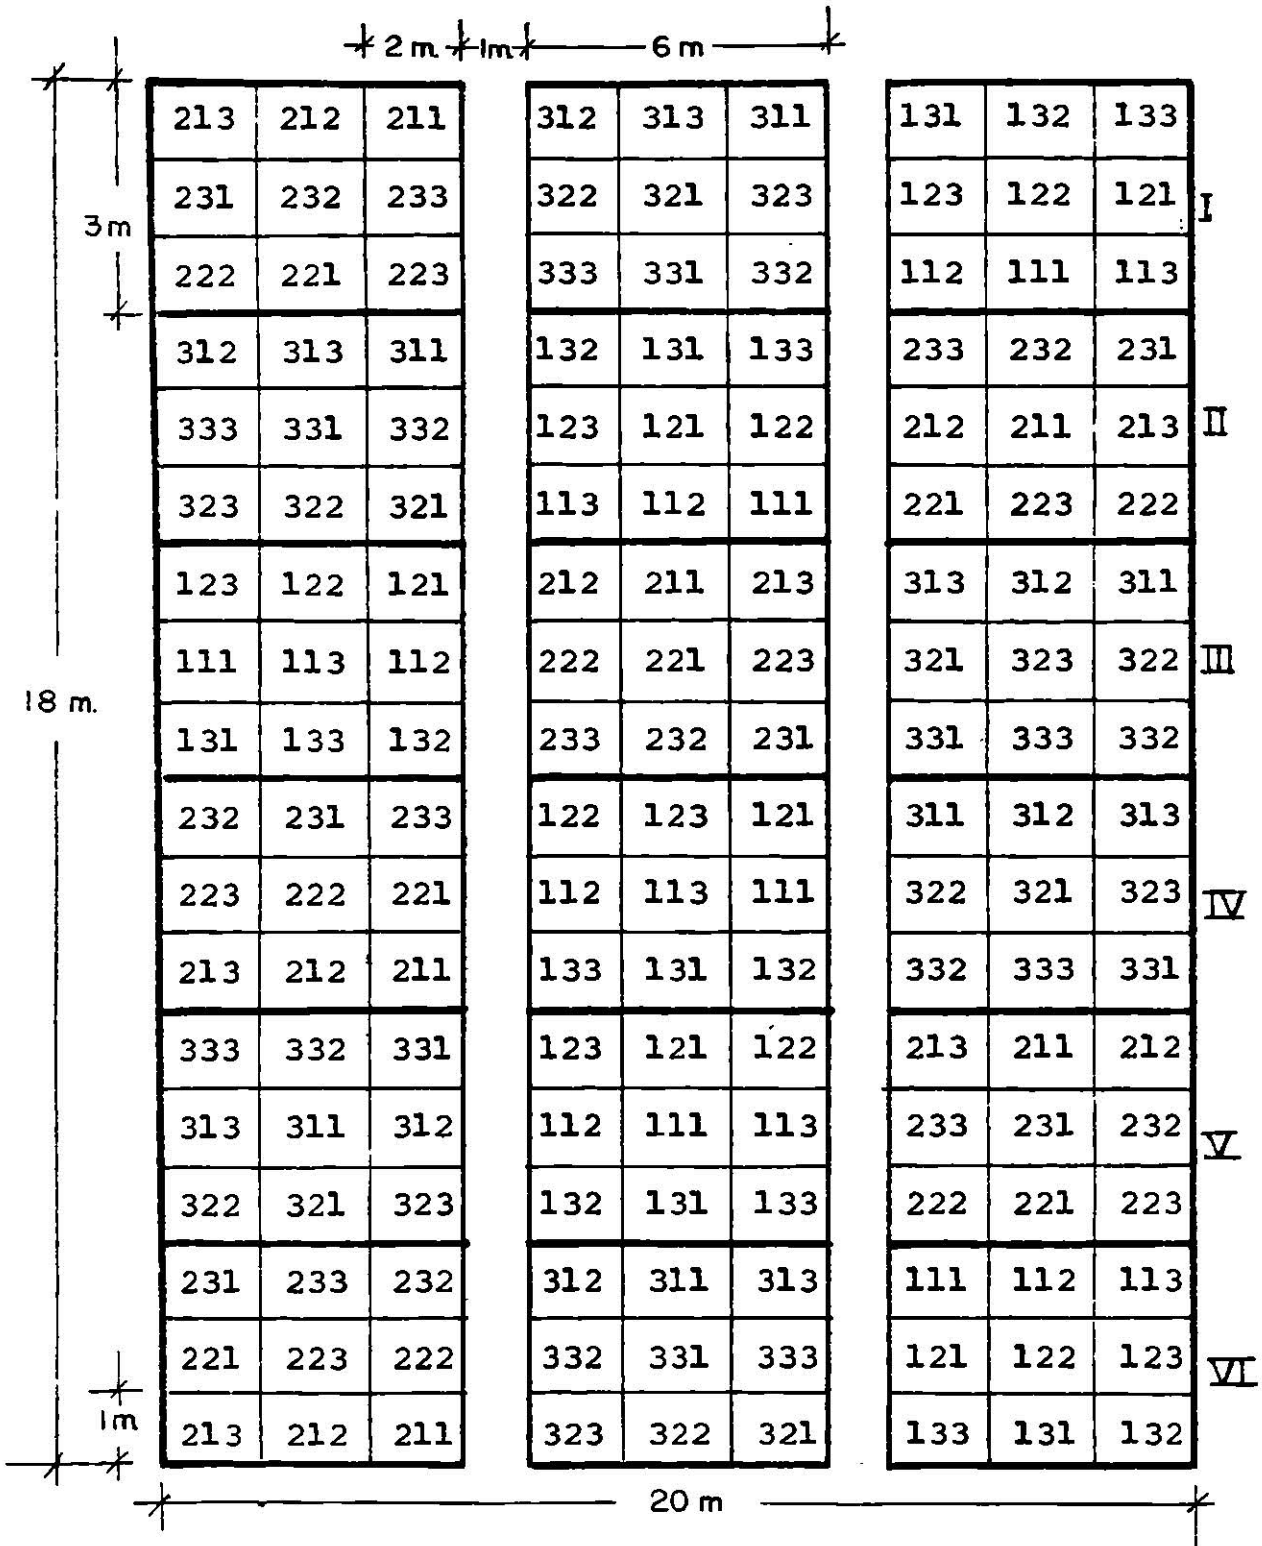 2 m 1m 6 m
213 212 211 312 313 311 131 132 133
231 232 233 322 321 323 123 122 121 I
3m
222 221 223 333 331 332 112 111 113
312 313 311 132 131 133 233 232 231
333 331 332 123 121 122 212 211 213 II
323 322 321 113 112 111 221 223 222
123 122 121 212 211 213 313 312 311
111 113 112 222 221 223 321 323 322 III
18 m.
131 133 132 233 232 231 331 333 332
232 231 233 122 123 121 311 312 313
223 222 221 112 113 111 322 321 323 IV
213 212 211 133 131 132 332 333 331
333 332 331 123 121 122 213 211 212
313 311 312 112 111 113 233 231 232 V
322 321 323 132 131 133 222 221 223
231 233 232 312 311 313 111 112 113
221 223 222 332 331 333 121 122 123 VI
1m
213 212 211 323 322 321 133 131 132
20 m